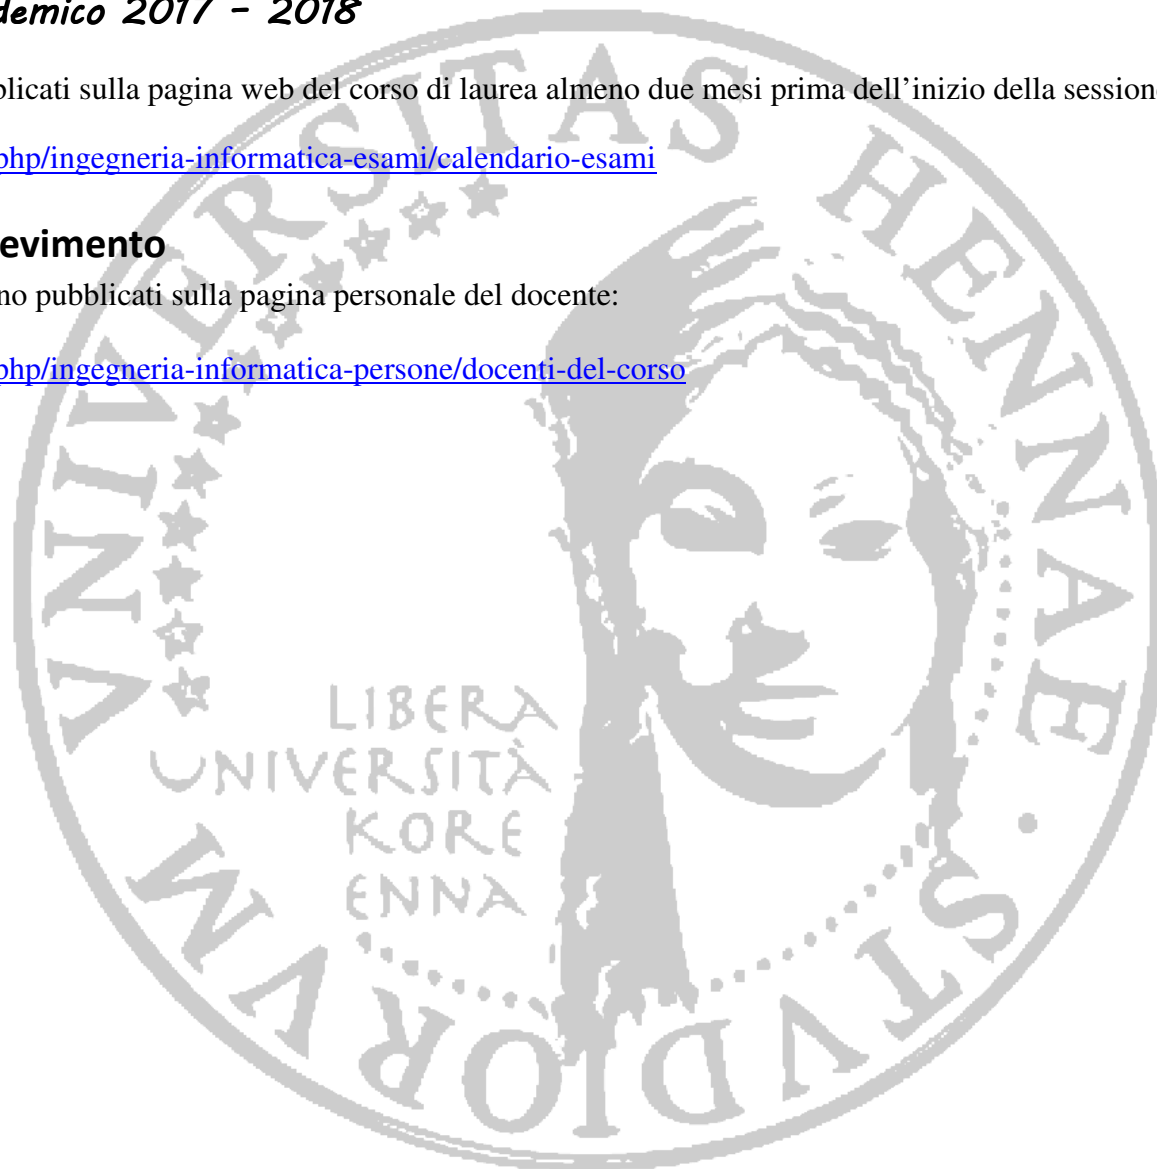 demico 2017 – 2018
blicati sulla pagina web del corso di laurea almeno due mesi prima dell’inizio della session
php/ingegneria-informatica-esami/calendario-esami
evimento
no pubblicati sulla pagina personale del docente:
php/ingegneria-informatica-persone/docenti-del-corso
VNIVERSITAS HENNAE · STVDIORVM
LIBERA
UNIVERSITÀ
KORE
ENNA